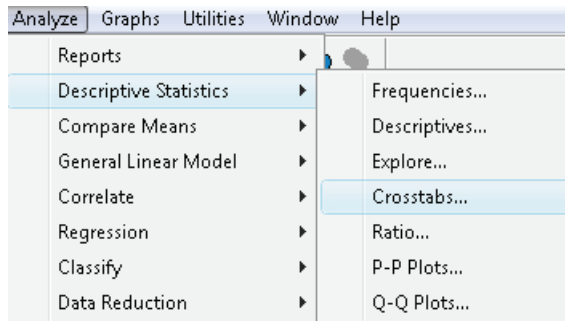 Analyze Graphs Utilities Window Help
Reports
Descriptive Statistics
Compare Means
General Linear Model
Correlate
Regression
Classify
Data Reduction
Frequencies...
Descriptives...
Explore...
Crosstabs...
Ratio...
P-P Plots...
Q-Q Plots...